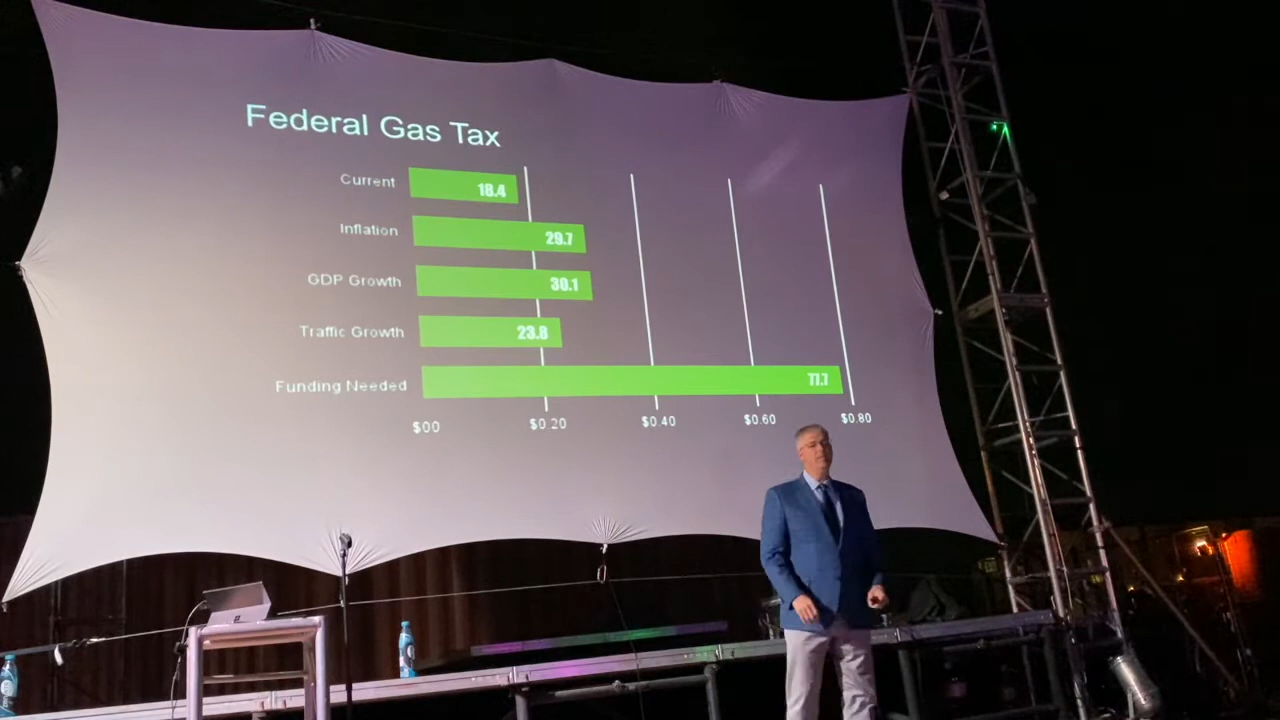 Federal Gas Tax
Current 18.4
Inflation 29.7
GDP Growth 30.1
Traffic Growth 23.8
Funding Needed 77.7
$00 $0.20 $0.40 $0.60 $0.80